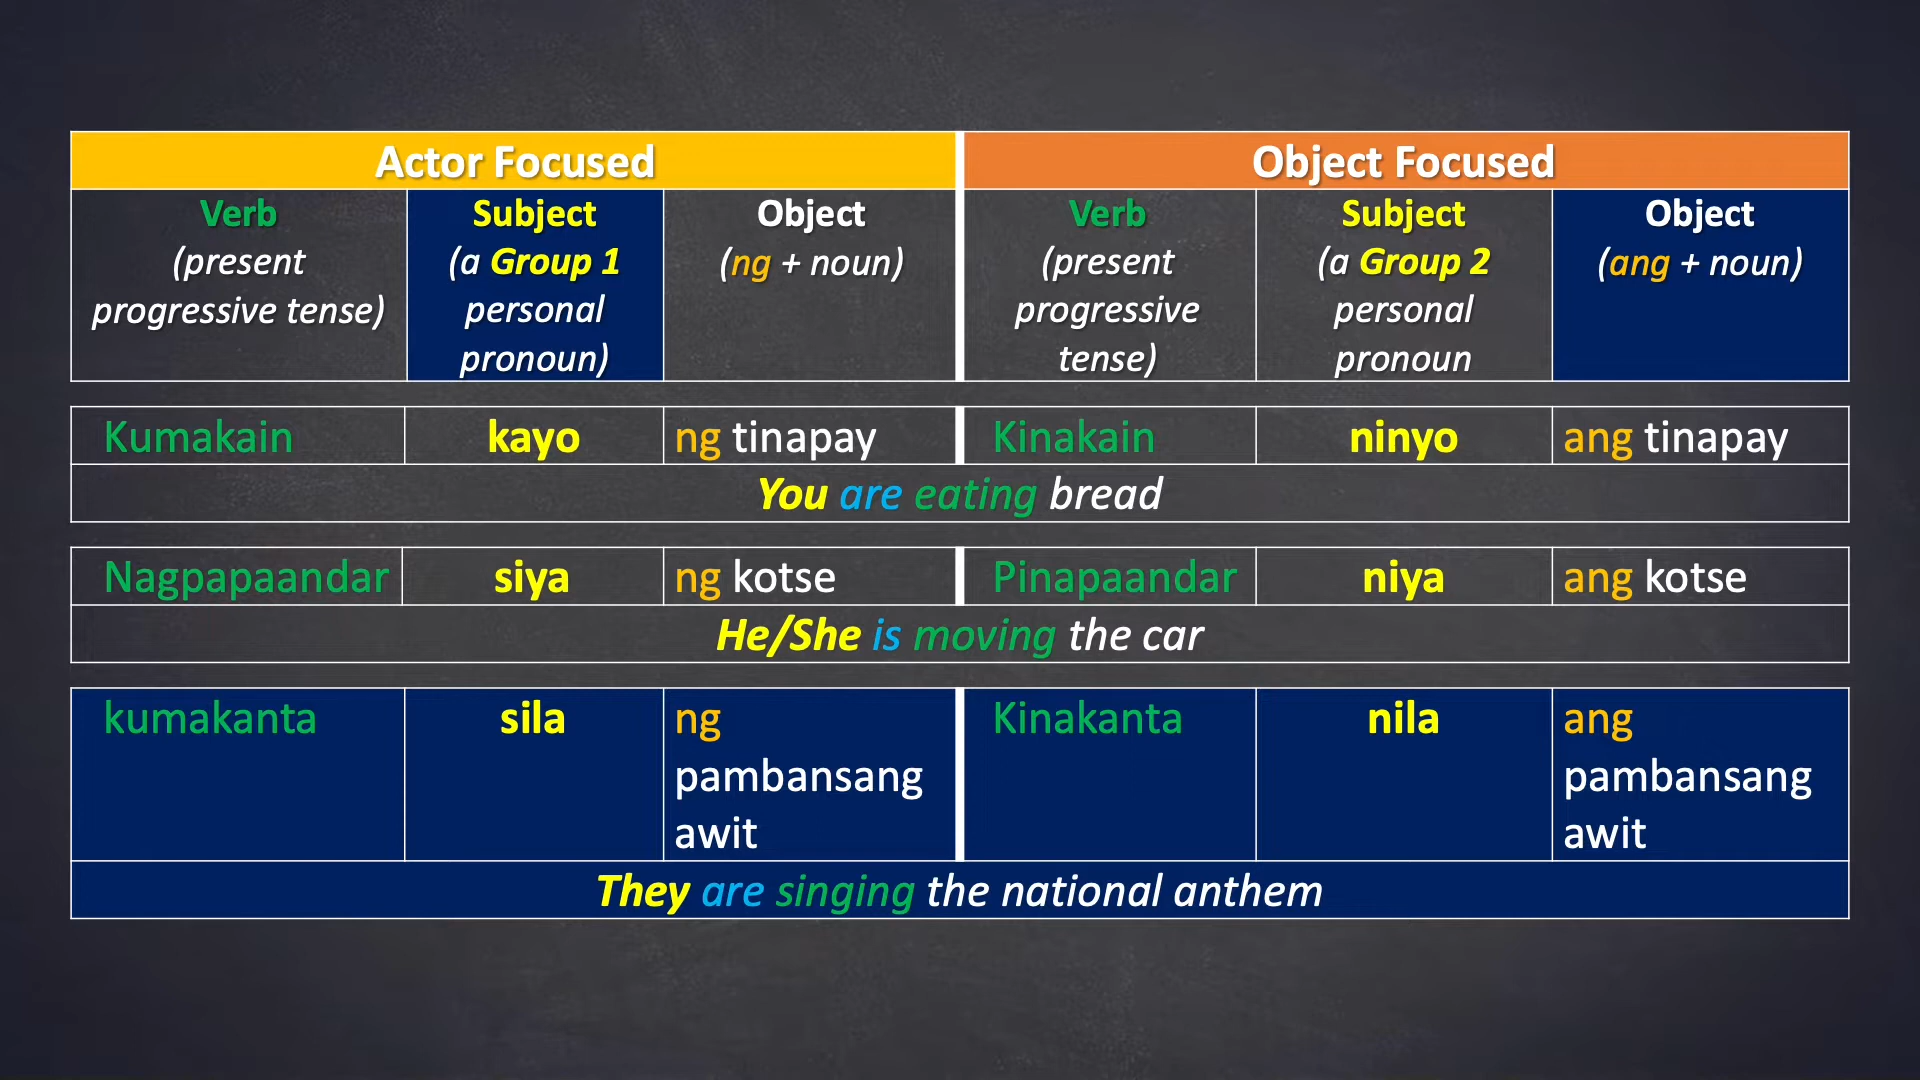 Actor Focused
Object Focused
Verb
(present
progressive tense)
Subject
(a Group 1
personal
pronoun)
Object
(ng + noun)
Verb
(present
progressive
tense)
Subject
(a Group 2
personal
pronoun
Object
(ang + noun)
Kumakain
kayo
ng tinapay
Kinakain
ninyo
ang tinapay
You are eating bread
Nagpapaandar
siya
ng kotse
Pinapaandar
niya
ang kotse
He/She is moving the car
kumakanta
sila
ng
pambansang
awit
Kinakanta
nila
ang
pambansang
awit
They are singing the national anthem